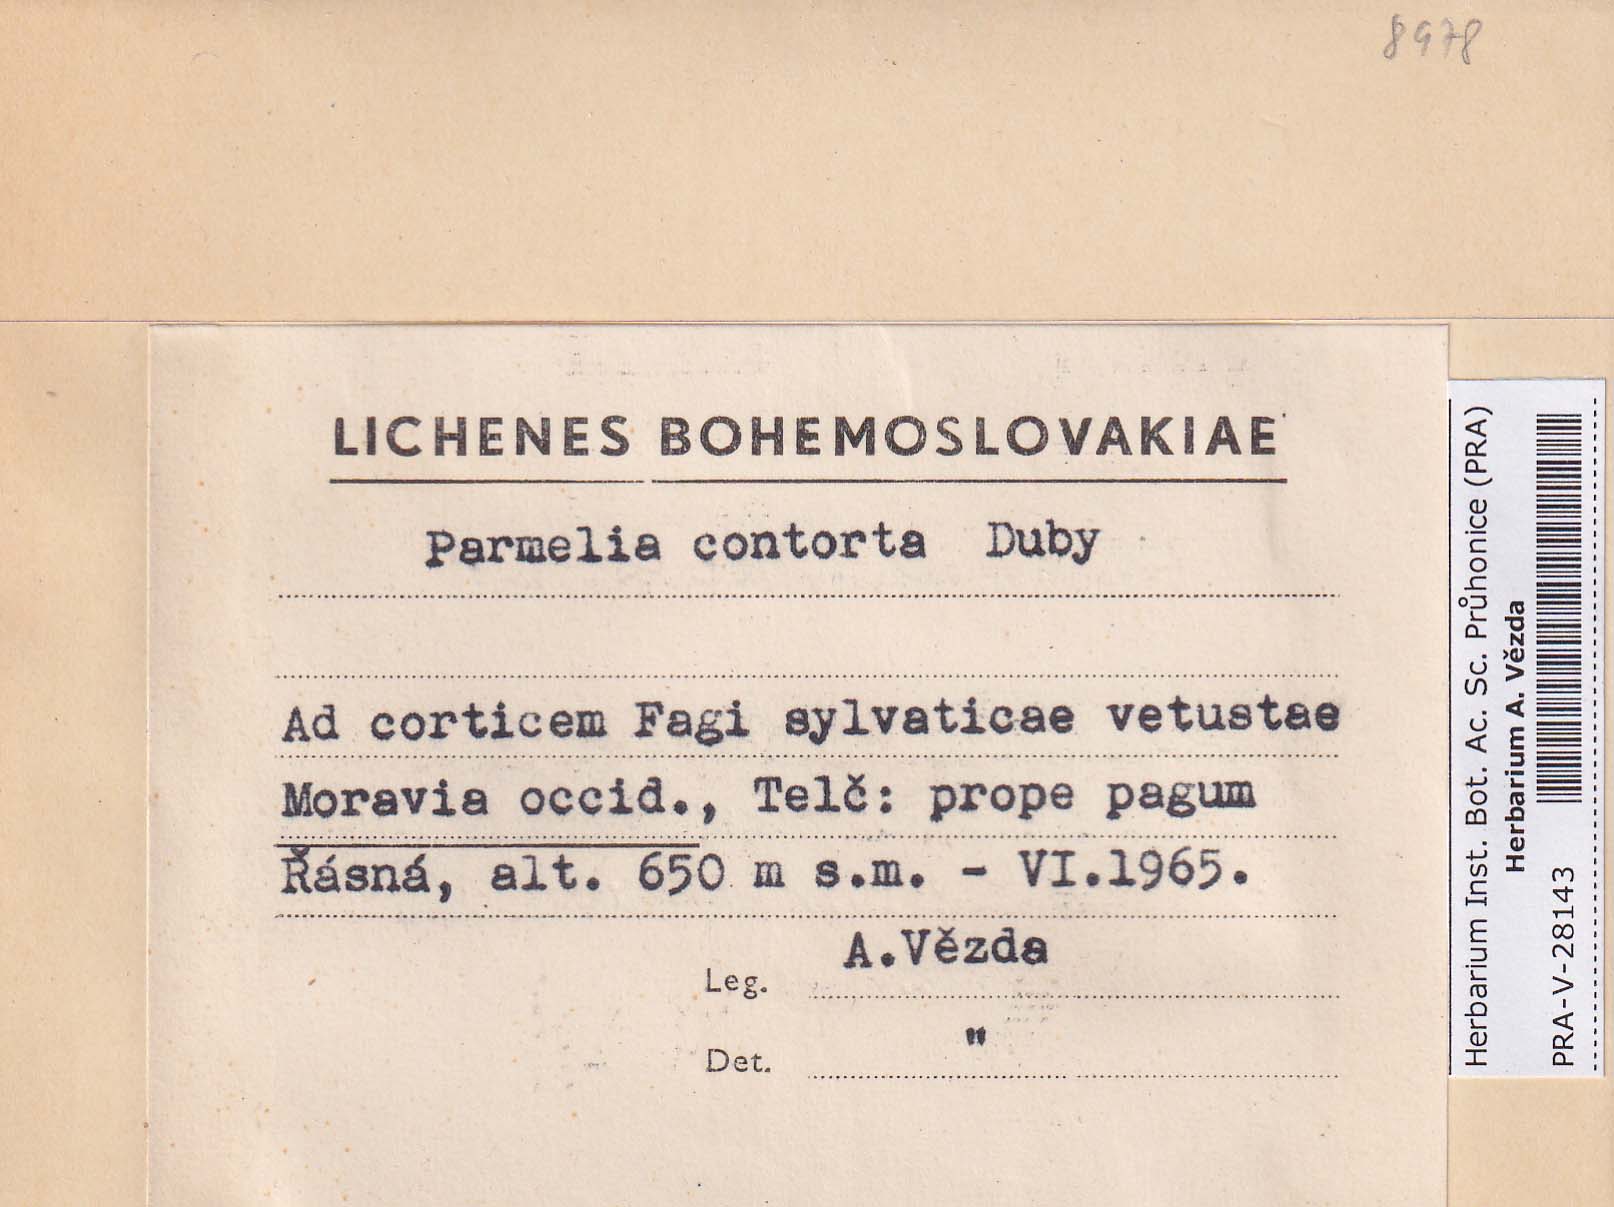 8978
LICHENES BOHEMOSLOVAKIAE
Parmelia contorta Duby
Ad corticem Fagi sylvaticae vetustae
Moravia occid., Telč: prope pagum
Řásná, alt. 650 m s.m. - VI.1965.
A.Vězda
Leg.
"
Det.
Herbarium Inst. Bot. Ac. Sc. Průhonice (PRA)
Herbarium A. Vězda
PRA-V-28143